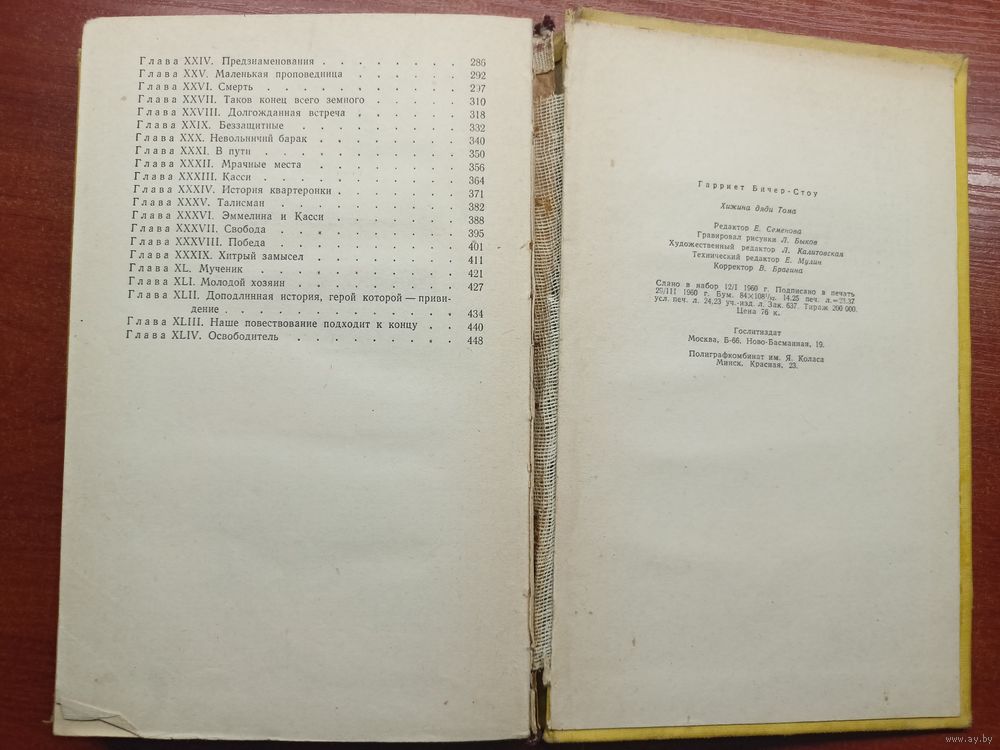 Глава XXIV. Предзнаменования . . . . . . . . 286
Глава XXV. Маленькая проповедница . . . . . . 292
Глава XXVI. Смерть . . . . . . . . . . . 297
Глава XXVII. Таков конец всего земного . . . . . 310
Глава XXVIII. Долгожданная встреча . . . . . . 318
Глава XXIX. Беззащитные . . . . . . . . . 332
Глава XXX. Невольничий барак . . . . . . . . 340
Глава XXXI. В пути . . . . . . . . . . . 350
Глава XXXII. Мрачные места . . . . . . . . 356
Глава XXXIII. Касси . . . . . . . . . . . 364
Глава XXXIV. История квартеронки . . . . . . . 371
Глава XXXV. Талисман . . . . . . . . . . 382
Глава XXXVI. Эммелина и Касси . . . . . . . 388
Глава XXXVII. Свобода . . . . . . . . . . 395
Глава XXXVIII. Победа . . . . . . . . . . 401
Глава XXXIX. Хитрый замысел . . . . . . . . 411
Глава XL. Мученик . . . . . . . . . . . 421
Глава XLI. Молодой хозяин . . . . . . . . . 427
Глава XLII. Доподлинная история, герой которой — приви-
дение . . . . . . . . . . . . 434
Глава XLIII. Наше повествование подходит к концу . . 440
Глава XLIV. Освободитель . . . . . . . . . 448
Гарриет Бичер-Стоу
Хижина дяди Тома
Редактор Е. Семенова
Гравировал рисунки Л. Быков
Художественный редактор Л. Калитовская
Технический редактор Е. Мулин
Корректор В. Брагина
Сдано в набор 12/I 1960 г. Подписано в печать
29/III 1960 г. Бум. 84×108 1/32. 14,25 печ. л.=23,37
усл. печ. л. 24,23 уч.-изд. л. Зак. 637. Тираж 200 000.
Цена 76 к.
Гослитиздат
Москва, Б-66, Ново-Басманная, 19.
Полиграфкомбинат им. Я. Коласа
Минск, Красная, 23.
www.ay.by